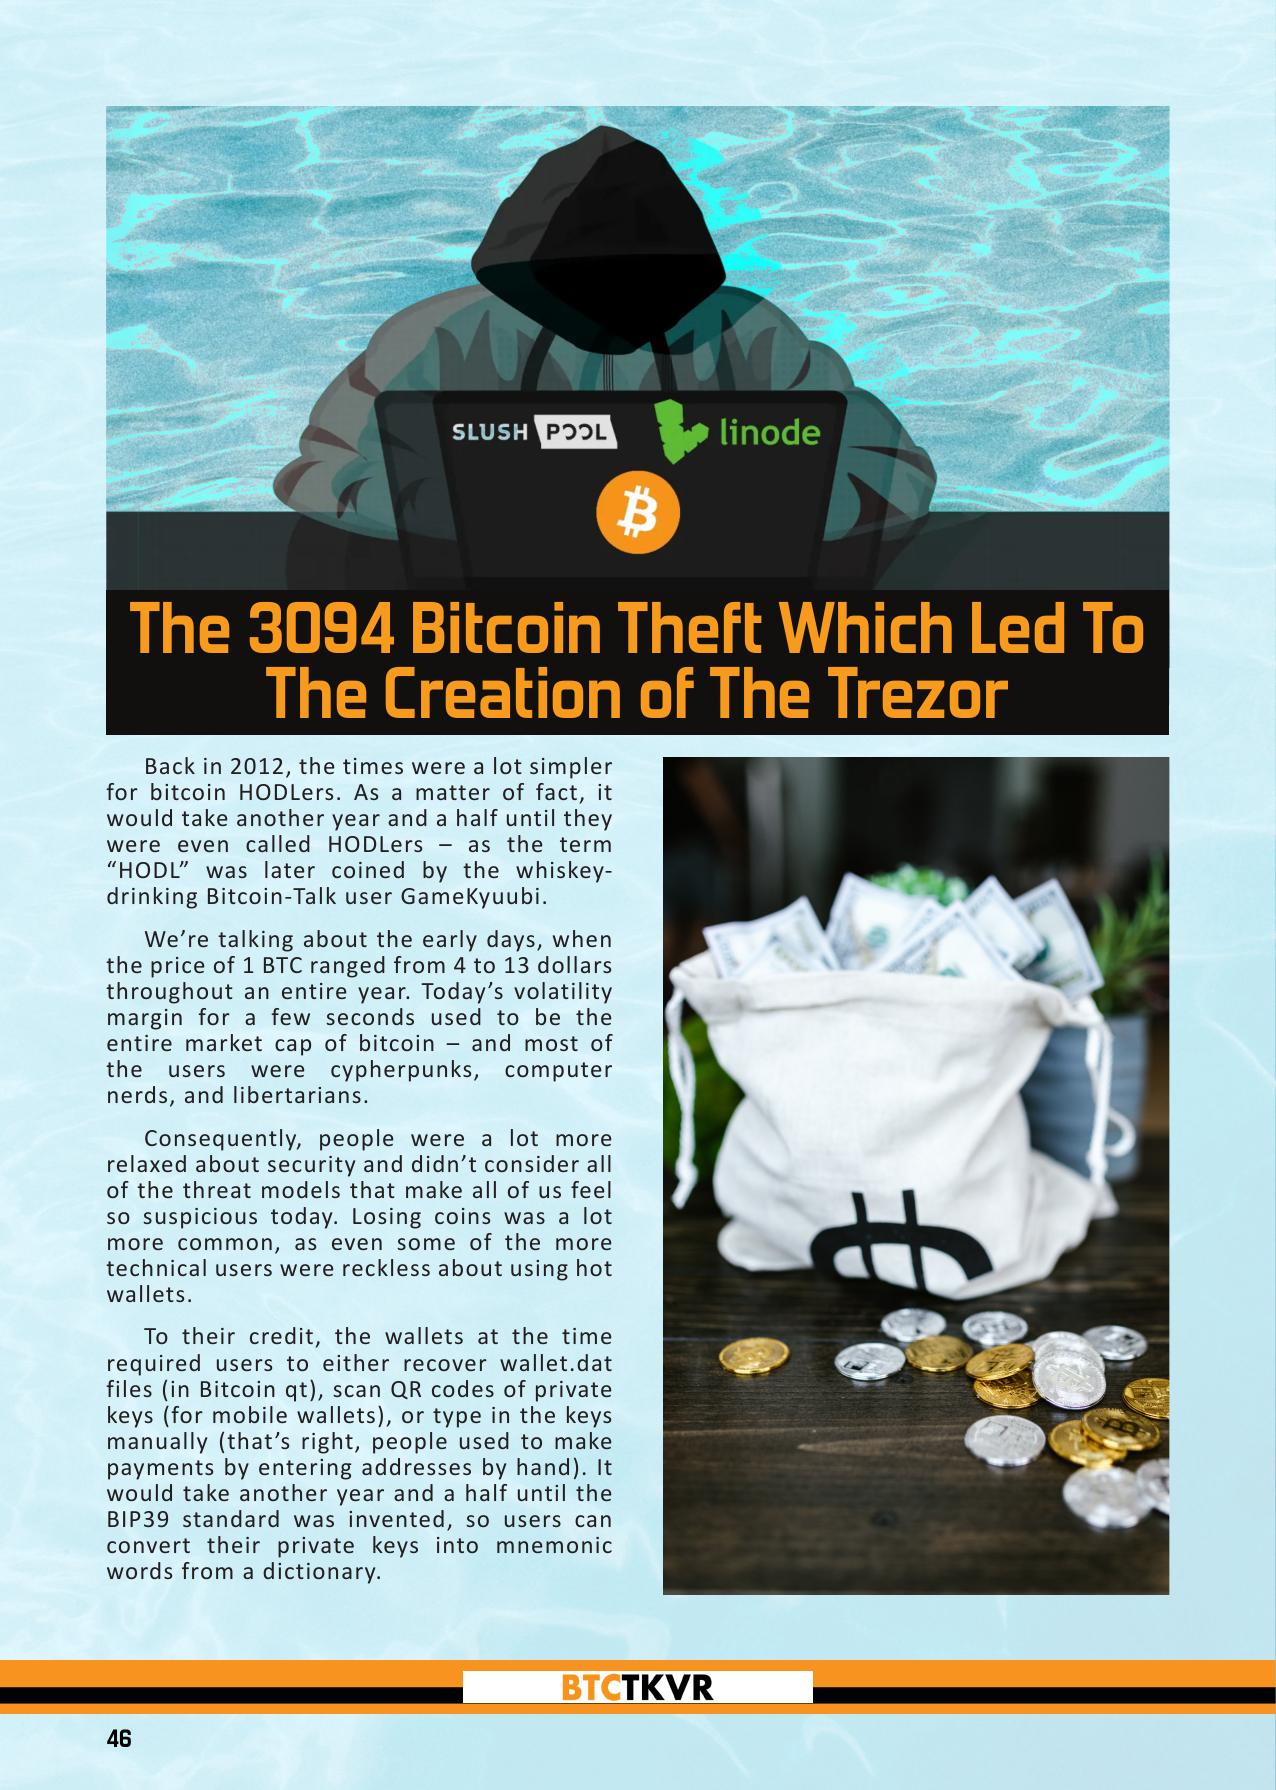 SLUSH POOL linode
The 3094 Bitcoin Theft Which Led To
The Creation of The Trezor
Back in 2012, the times were a lot simpler
for bitcoin HODLers. As a matter of fact, it
would take another year and a half until they
were even called HODLers – as the term
“HODL” was later coined by the whiskey-
drinking Bitcoin-Talk user GameKyuubi.
We’re talking about the early days, when
the price of 1 BTC ranged from 4 to 13 dollars
throughout an entire year. Today’s volatility
margin for a few seconds used to be the
entire market cap of bitcoin – and most of
the users were cypherpunks, computer
nerds, and libertarians.
Consequently, people were a lot more
relaxed about security and didn’t consider all
of the threat models that make all of us feel
so suspicious today. Losing coins was a lot
more common, as even some of the more
technical users were reckless about using hot
wallets.
To their credit, the wallets at the time
required users to either recover wallet.dat
files (in Bitcoin qt), scan QR codes of private
keys (for mobile wallets), or type in the keys
manually (that’s right, people used to make
payments by entering addresses by hand). It
would take another year and a half until the
BIP39 standard was invented, so users can
convert their private keys into mnemonic
words from a dictionary.
BTCTKVR
46